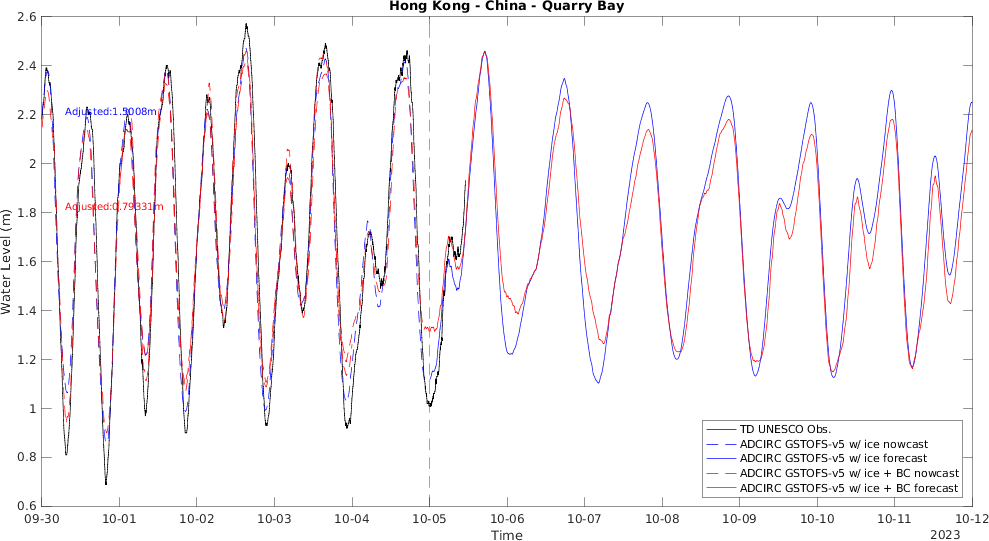 Hong Kong - China - Quarry Bay
2.6
2.4
2.2
2
1.8
1.6
1.4
1.2
1
0.8
0.6
Water Level (m)
Adjusted:1.5008m
Adjusted:0.79331m
TD UNESCO Obs.
ADCIRC GSTOFS-v5 w/ ice nowcast
ADCIRC GSTOFS-v5 w/ ice forecast
ADCIRC GSTOFS-v5 w/ ice + BC nowcast
ADCIRC GSTOFS-v5 w/ ice + BC forecast
09-30 10-01 10-02 10-03 10-04 10-05 10-06 10-07 10-08 10-09 10-10 10-11 10-12
Time
2023